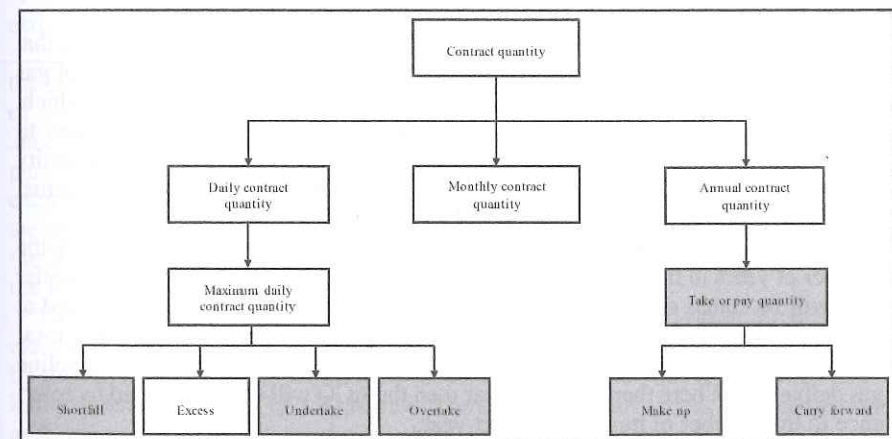 Contract quantity
Daily contract
quantity
Monthly contract
quantity
Annual contract
quantity
Maximum daily
contract quantity
Take or pay quantity
Shortfall
Excess
Undertake
Overtake
Make up
Carry forward